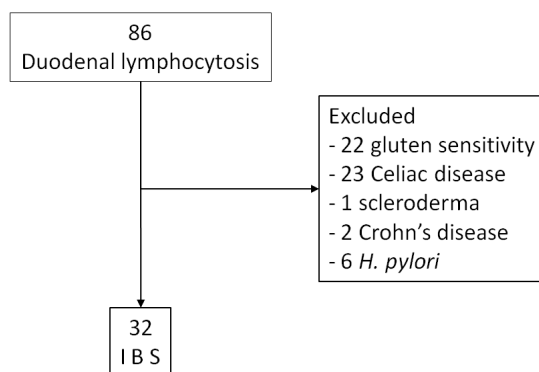 86
Duodenal lymphocytosis
Excluded
- 22 gluten sensitivity
- 23 Celiac disease
- 1 scleroderma
- 2 Crohn’s disease
- 6 H. pylori
32
I B S